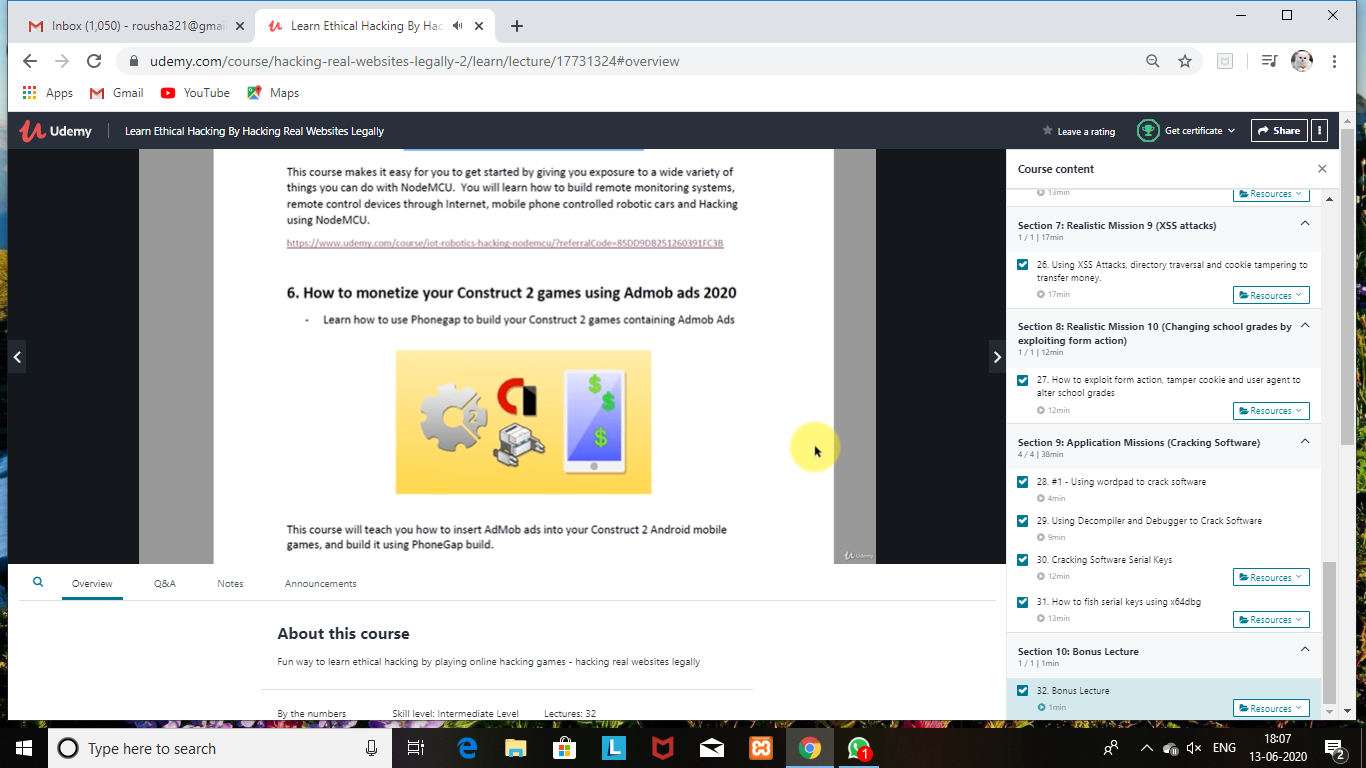 Inbox (1,050) - rousha321@gmai
Learn Ethical Hacking By Hac
udemy.com/course/hacking-real-websites-legally-2/learn/lecture/17731324#overview
Apps
Gmail
YouTube
Maps
Udemy
Learn Ethical Hacking By Hacking Real Websites Legally
Leave a rating
Get certificate
Share
This course makes it easy for you to get started by giving you exposure to a wide variety of
things you can do with NodeMCU. You will learn how to build remote monitoring systems,
remote control devices through Internet, mobile phone controlled robotic cars and Hacking
using NodeMCU.
https://www.udemy.com/course/iot-robotics-hacking-nodemcu/?referralCode=85DD9DB251260391FC3B
6. How to monetize your Construct 2 games using Admob ads 2020
- Learn how to use Phonegap to build your Construct 2 games containing Admob Ads
2
$
$
$
This course will teach you how to insert AdMob ads into your Construct 2 Android mobile
games, and build it using PhoneGap build.
Udemy
Course content
13min
Resources
Section 7: Realistic Mission 9 (XSS attacks)
1 / 1 | 17min
26. Using XSS Attacks, directory traversal and cookie tampering to
transfer money.
17min
Resources
Section 8: Realistic Mission 10 (Changing school grades by
exploiting form action)
1 / 1 | 12min
27. How to exploit form action, tamper cookie and user agent to
alter school grades
12min
Resources
Section 9: Application Missions (Cracking Software)
4 / 4 | 38min
28. #1 - Using wordpad to crack software
4min
29. Using Decompiler and Debugger to Crack Software
9min
30. Cracking Software Serial Keys
12min
Resources
31. How to fish serial keys using x64dbg
13min
Resources
Section 10: Bonus Lecture
1 / 1 | 1min
32. Bonus Lecture
1min
Resources
Overview
Q&A
Notes
Announcements
About this course
Fun way to learn ethical hacking by playing online hacking games - hacking real websites legally
By the numbers
Skill level: Intermediate Level
Lectures: 32
Type here to search
L
1
ENG
18:07
13-06-2020
2